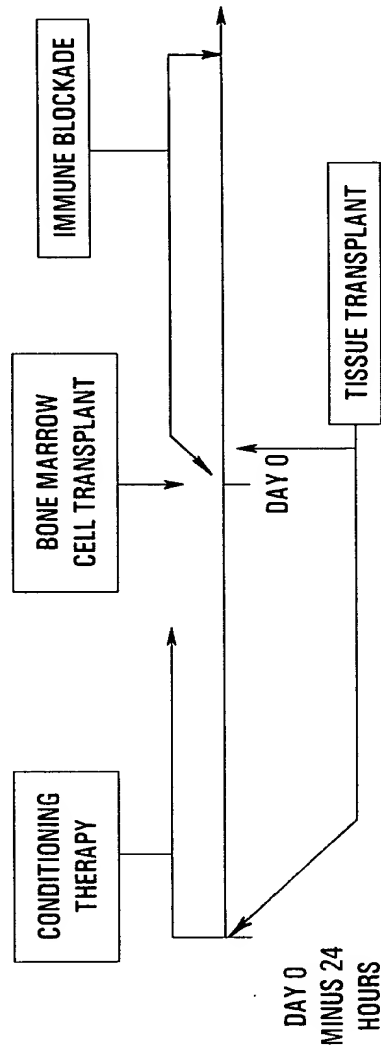 CONDITIONING
THERAPY
BONE MARROW
CELL TRANSPLANT
IMMUNE BLOCKADE
DAY 0
DAY 0
MINUS 24
HOURS
TISSUE TRANSPLANT